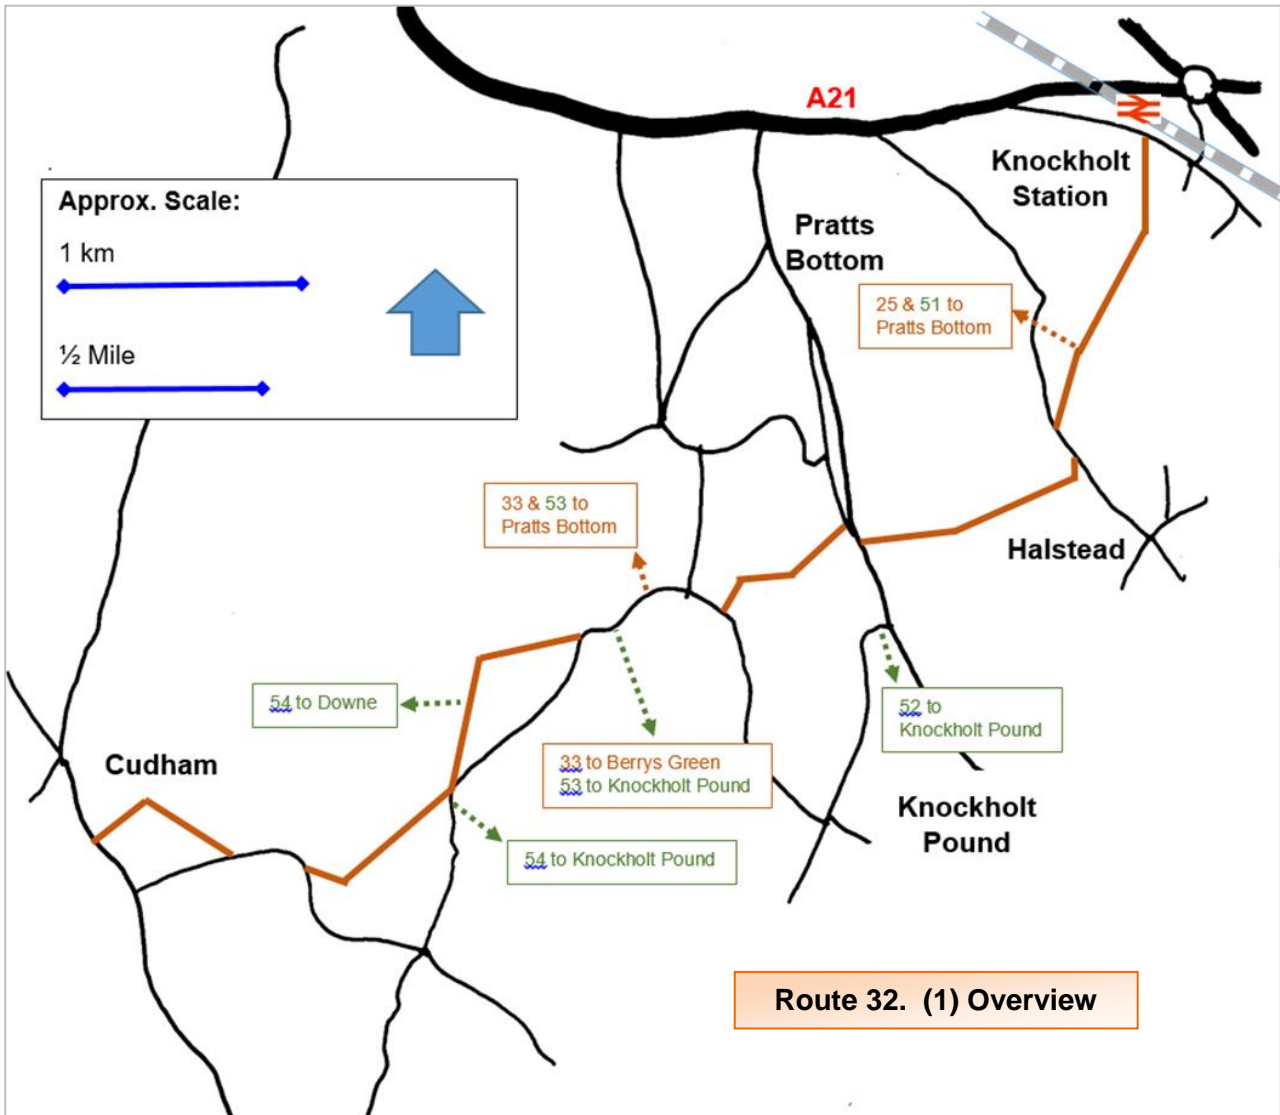 A21
Knockholt
Station
Approx. Scale:
1 km
½ Mile
Pratts
Bottom
25 & 51 to
Pratts Bottom
33 & 53 to
Pratts Bottom
Halstead
54 to Downe
52 to
Knockholt Pound
Cudham
33 to Berrys Green
53 to Knockholt Pound
Knockholt
Pound
54 to Knockholt Pound
Route 32.  (1) Overview